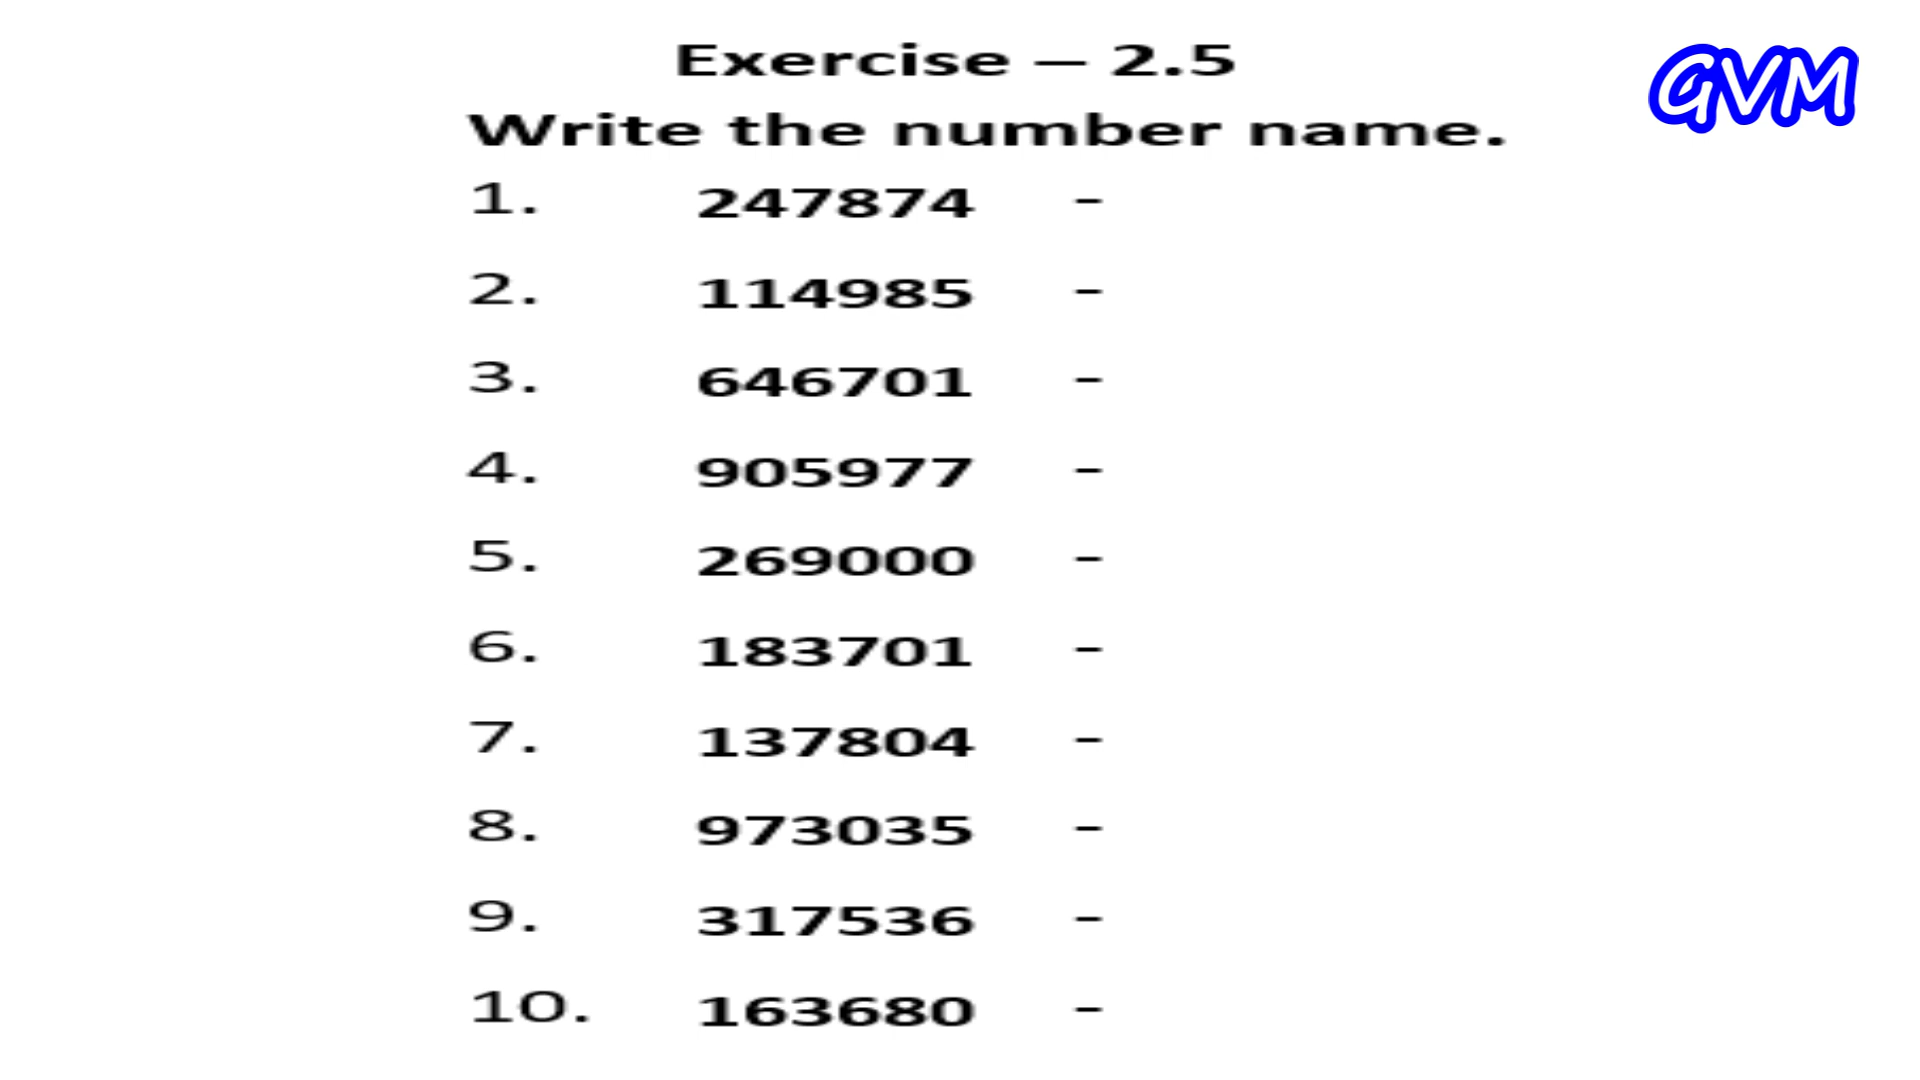 Exercise – 2.5
GVM
Write the number name.
1. 247874 -
2. 114985 -
3. 646701 -
4. 905977 -
5. 269000 -
6. 183701 -
7. 137804 -
8. 973035 -
9. 317536 -
10. 163680 -